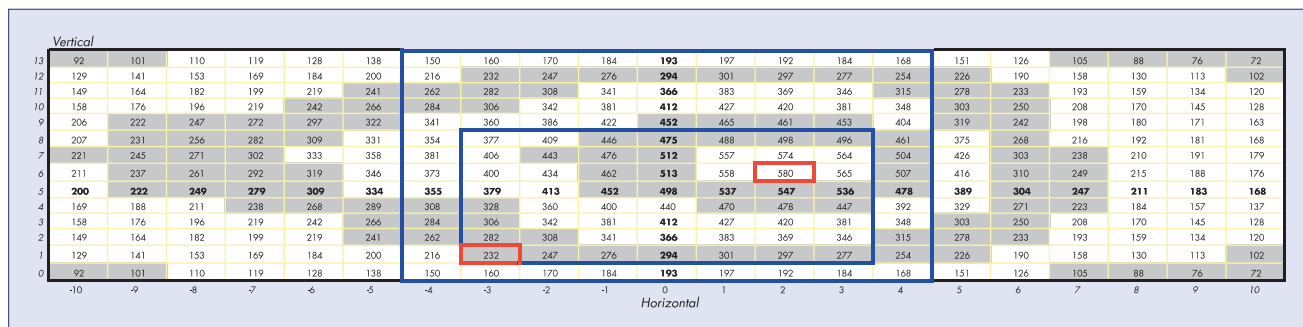 Vertical
13 92 101 110 119 128 138 150 160 170 184 193 197 192 184 168 151 126 105 88 76 72
12 129 141 153 169 184 200 216 232 247 276 294 301 297 277 254 226 190 158 130 113 102
11 149 164 182 199 219 241 262 282 308 341 366 383 369 346 315 278 233 193 159 134 120
10 158 176 196 219 242 266 284 306 342 381 412 427 420 381 348 303 250 208 170 145 128
9 206 222 247 272 297 322 341 360 386 422 452 465 461 453 404 319 242 198 180 171 163
8 207 231 256 282 309 331 354 377 409 446 475 488 498 496 461 375 268 216 192 181 168
7 221 245 271 302 333 358 381 406 443 476 512 557 574 564 504 426 303 238 210 191 179
6 211 237 261 289 319 346 373 400 434 462 513 558 580 565 507 416 310 249 215 188 176
5 200 222 249 279 309 334 355 379 413 452 498 537 547 536 478 389 304 247 211 183 168
4 169 188 211 238 268 289 308 328 360 400 440 470 478 447 392 329 271 223 184 157 137
3 158 176 196 219 242 266 284 306 342 381 412 427 420 381 348 303 250 208 170 145 128
2 149 164 182 199 219 241 262 282 308 341 366 383 369 346 315 278 233 193 159 134 120
1 129 141 153 169 184 200 216 232 247 276 294 301 297 277 254 226 190 158 130 113 102
0 92 101 110 119 128 138 150 160 170 184 193 197 192 184 168 151 126 105 88 76 72
-10 -9 -8 -7 -6 -5 -4 -3 -2 -1 0 1 2 3 4 5 6 7 8 9 10
Horizontal